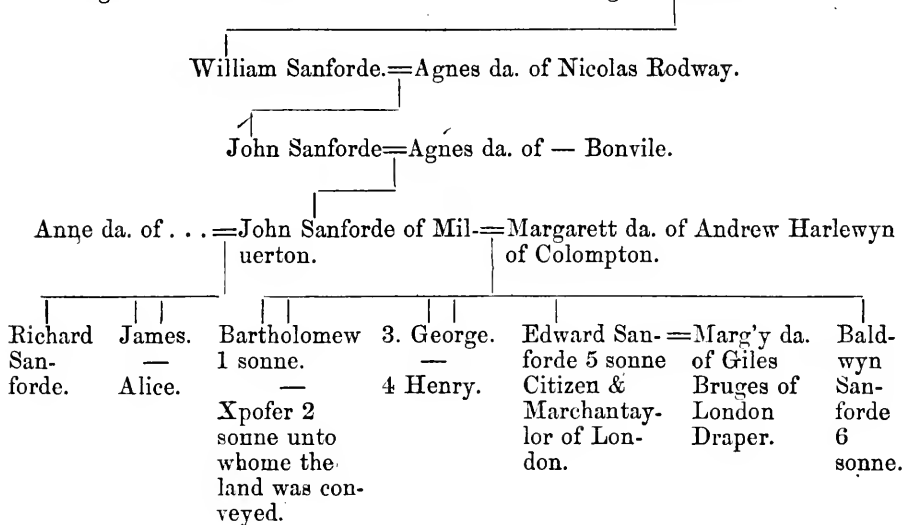 William Sanforde.=Agnes da. of Nicolas Rodway.
John Sanforde=Agnes da. of — Bonvile.
Anne da. of . . .=John Sanforde of Mil-=Margarett da. of Andrew Harlewyn
uerton.
of Colompton.
Richard
San-
forde.
James.
—
Alice.
Bartholomew
1 sonne.
—
Xpofer 2
sonne unto
whome the
land was con-
veyed.
3. George.
—
4 Henry.
Edward San-
forde 5 sonne
Citizen &
Marchantay-
lor of Lon-
don.
=Marg'y da.
of Giles
Bruges of
London
Draper.
Bald-
wyn
San-
forde
6
sonne.